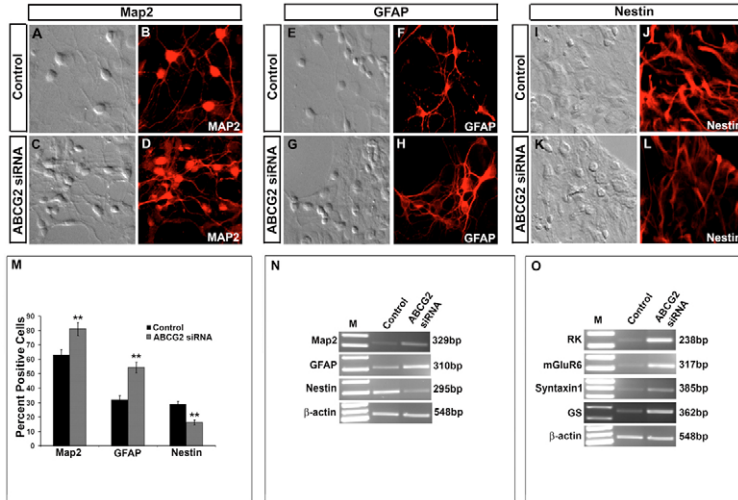 Map2
GFAP
Nestin
Control
A
B
MAP2
Control
E
F
GFAP
Control
I
J
Nestin
ABCG2 siRNA
C
D
MAP2
ABCG2 siRNA
G
H
GFAP
ABCG2 siRNA
K
L
Nestin
M
Percent Positive Cells
90
80
70
60
50
40
30
20
10
0
**
**
**
Control
ABCG2 siRNA
Map2
GFAP
Nestin
N
M
Control
ABCG2
siRNA
Map2
329bp
GFAP
310bp
Nestin
295bp
β-actin
548bp
O
M
Control
ABCG2
siRNA
RK
238bp
mGluR6
317bp
Syntaxin1
385bp
GS
362bp
β-actin
548bp